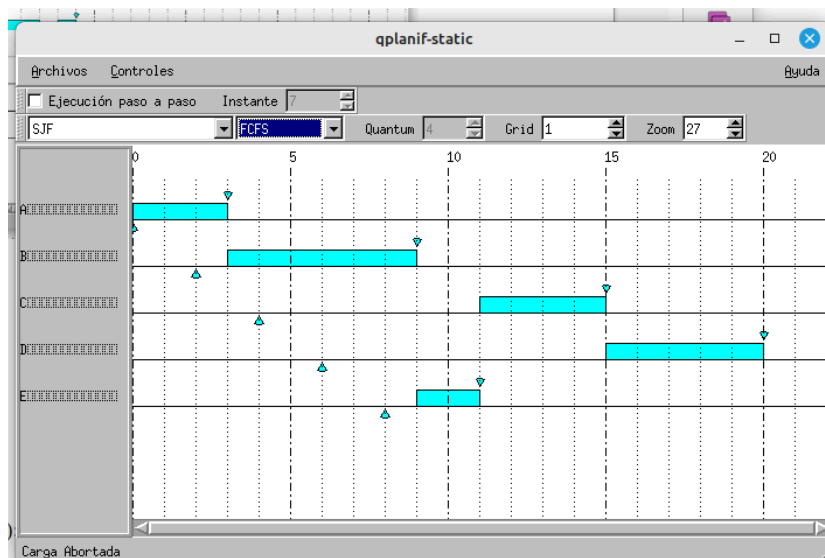 qplanif-static
Archivos Controles Ayuda
Ejecución paso a paso Instante 7
SJF FCFS Quantum 4 Grid 1 Zoom 27
0 5 10 15 20
A
B
C
D
E
Carga Abortada